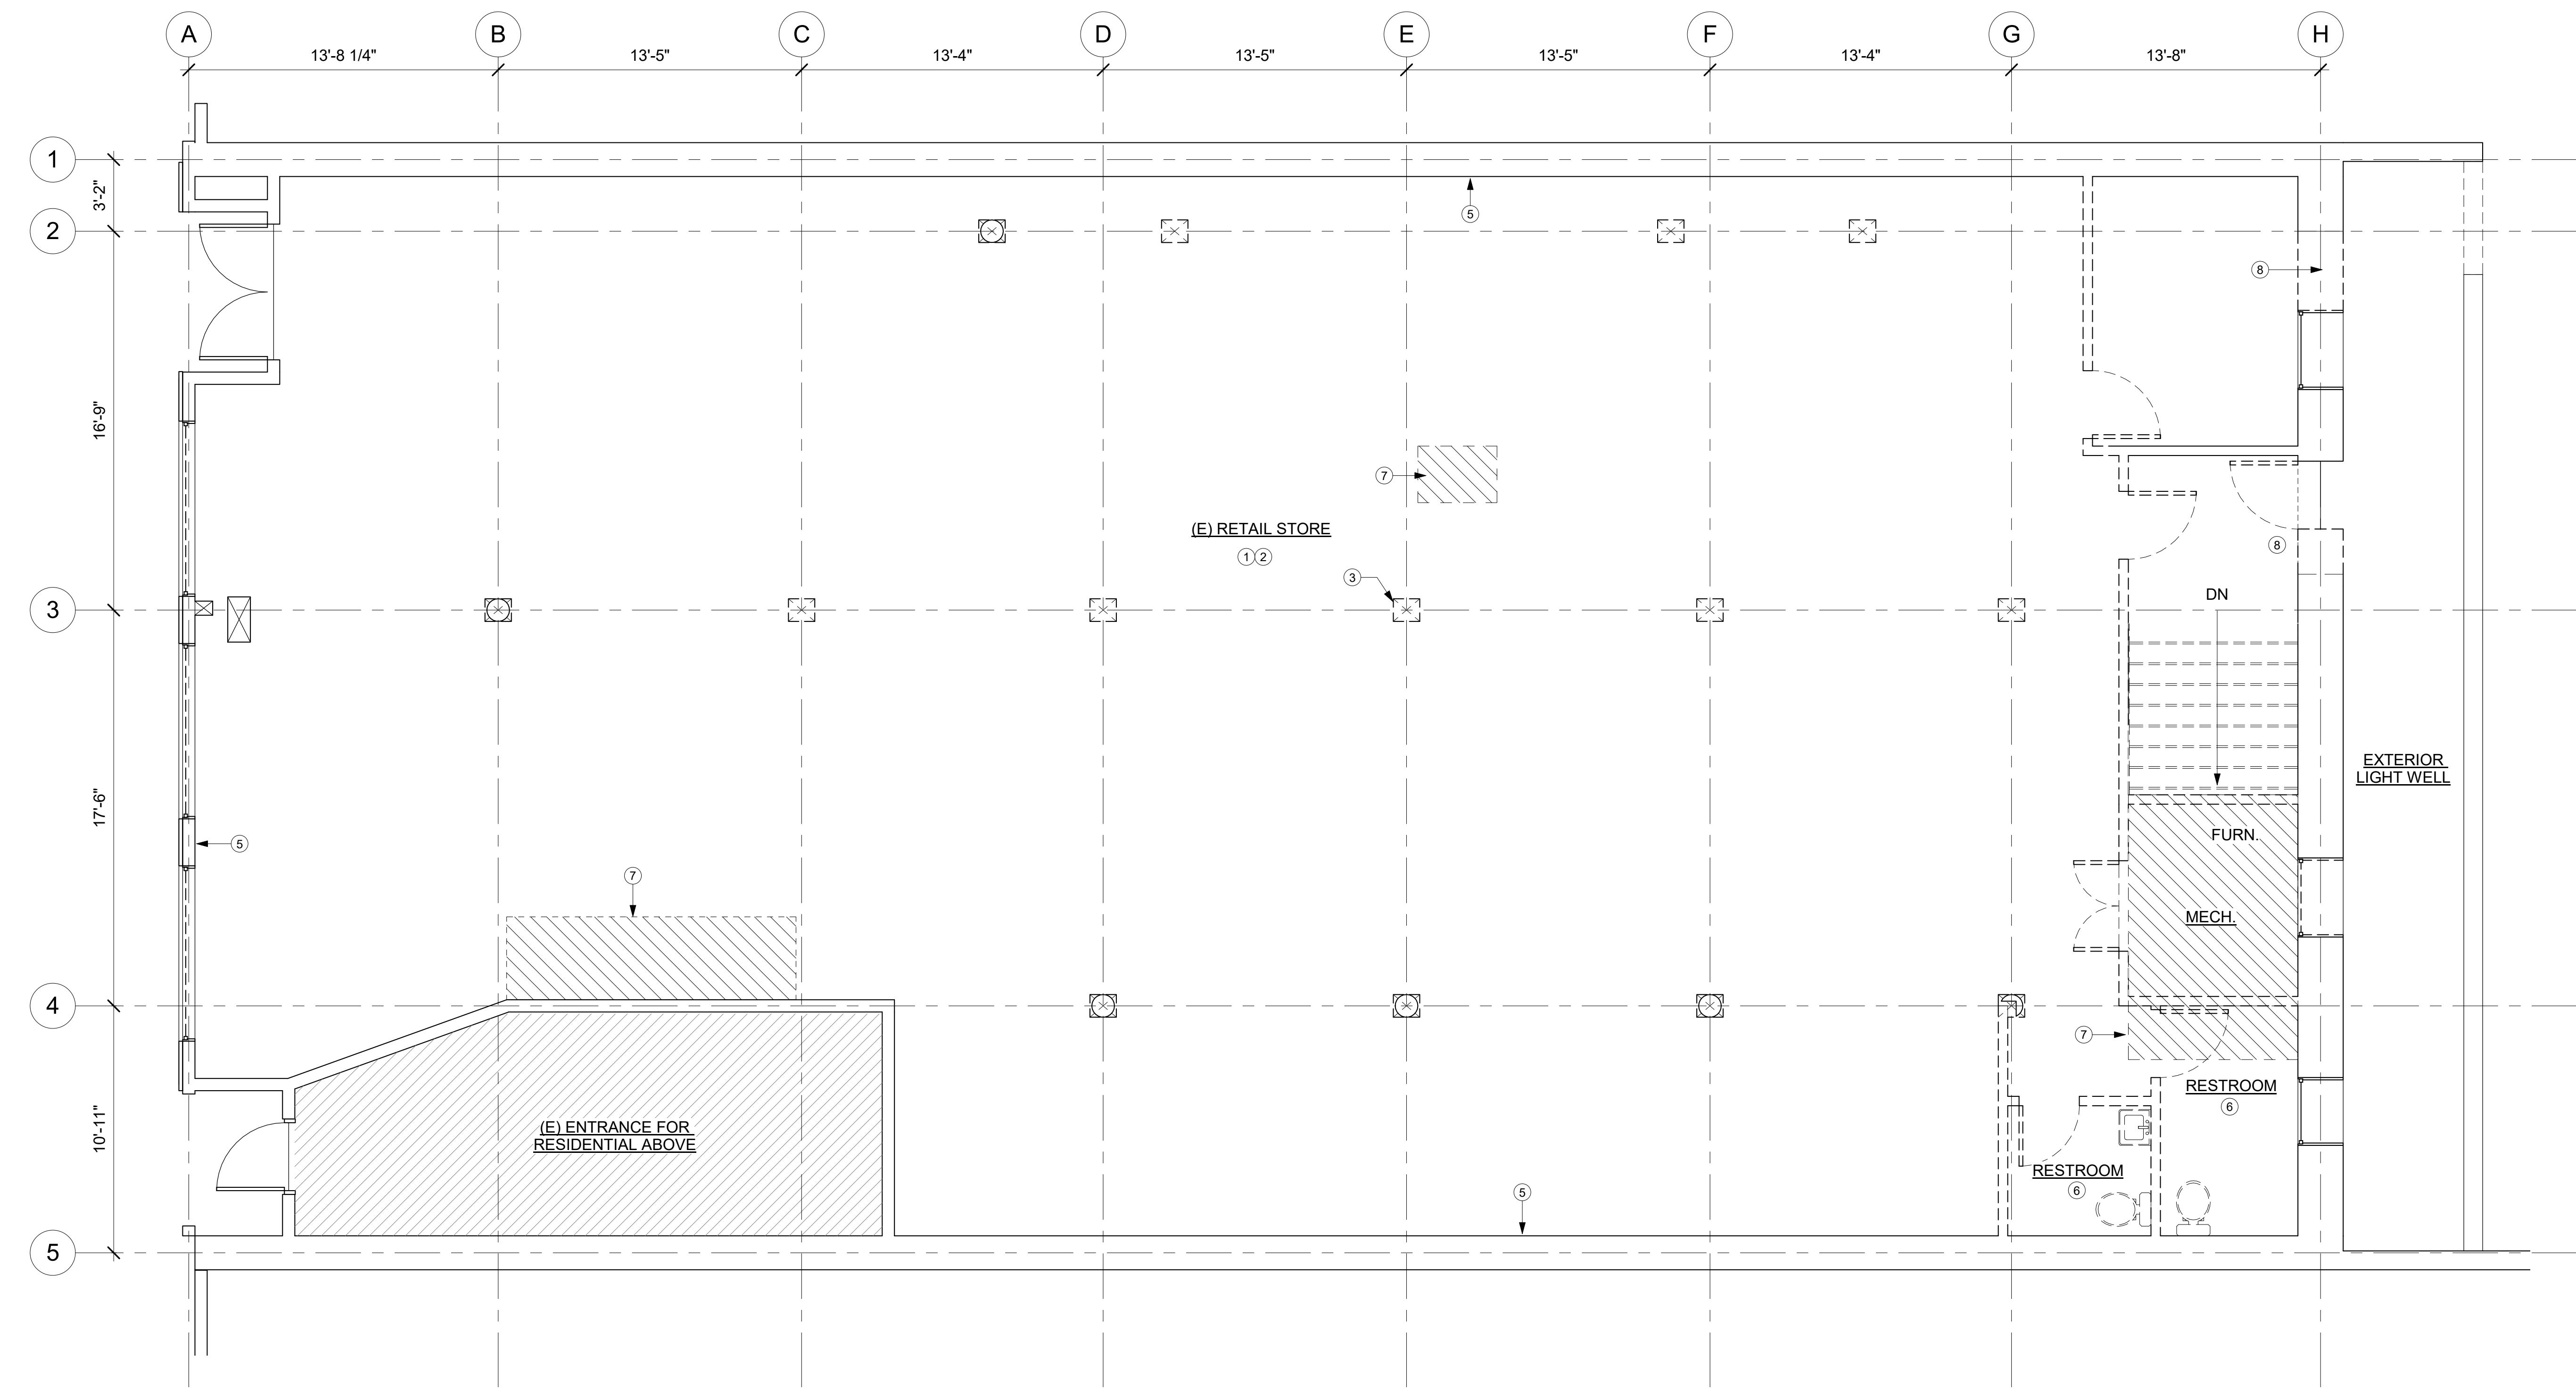 A B C D E F G H
13'-8 1/4" 13'-5" 13'-4" 13'-5" 13'-5" 13'-4" 13'-8"
1
3'-2"
2
5
8
16'-9"
7
(E) RETAIL STORE
1 2
8
3
DN
3
EXTERIOR
LIGHT WELL
17'-6"
FURN.
5
7
MECH.
4
7
RESTROOM
6
10'-11"
(E) ENTRANCE FOR
RESIDENTIAL ABOVE
RESTROOM
6
5
5